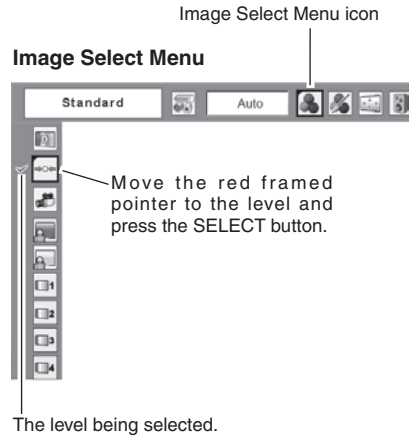 Image Select Menu icon
Image Select Menu
Standard
Auto
Move the red framed
pointer to the level and
press the SELECT button.
1
2
3
4
The level being selected.